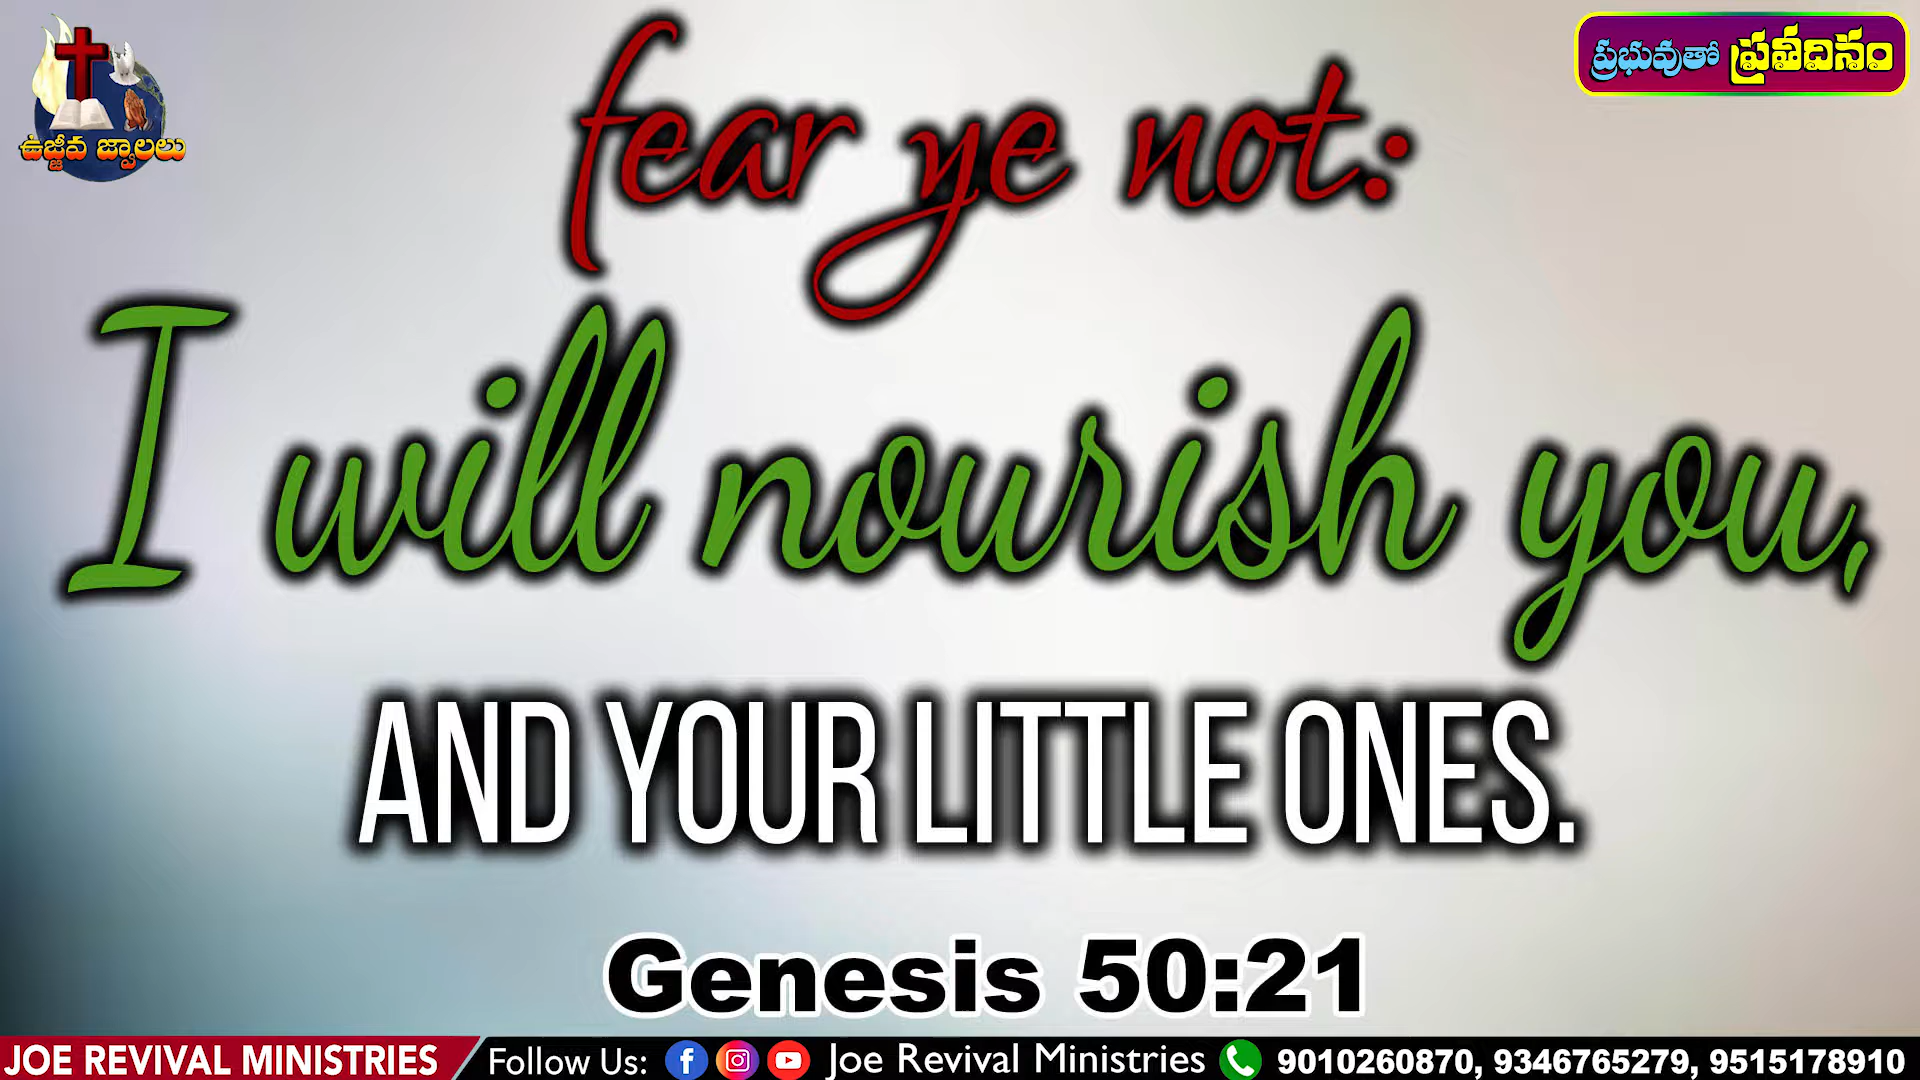 ఉజ్జీవ జ్వాలలు
ప్రభువుతో ప్రతీదినం
fear ye not:
I will nourish you,
AND YOUR LITTLE ONES.
Genesis 50:21
JOE REVIVAL MINISTRIES
Follow Us: Joe Revival Ministries 9010260870, 9346765279, 9515178910